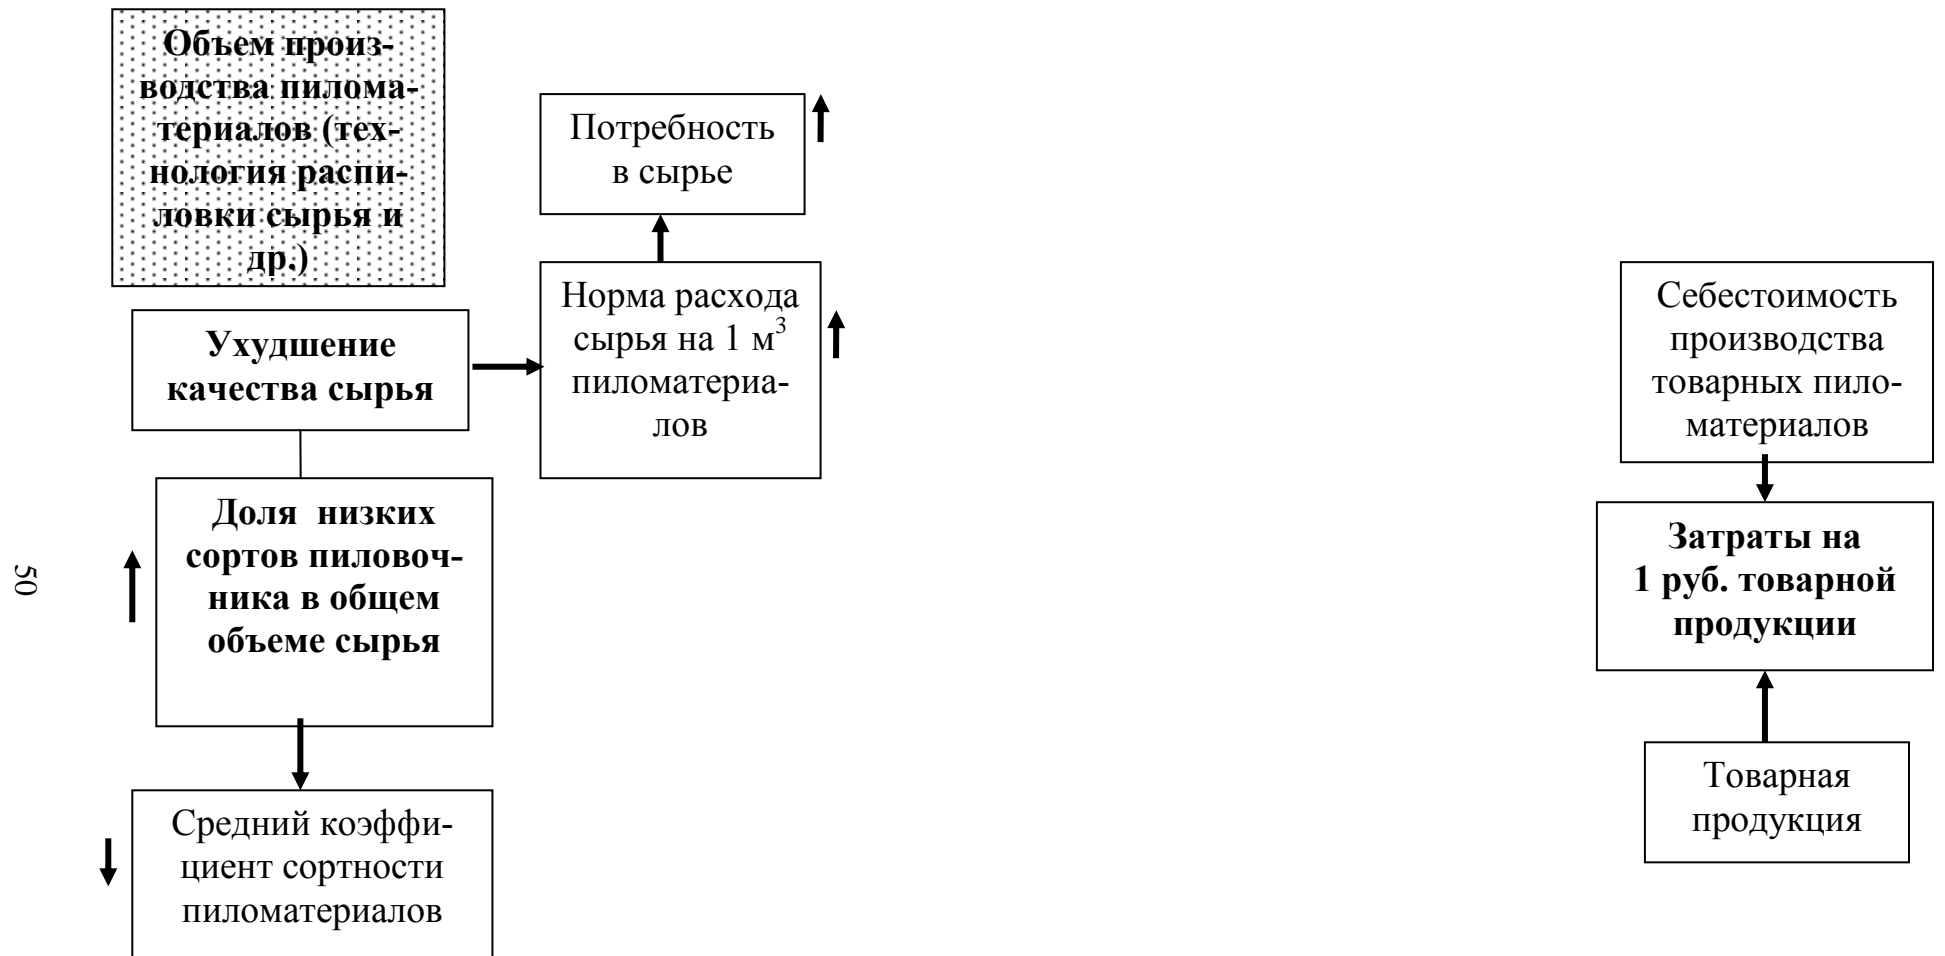 Объем произ-
водства пилома-
териалов (тех-
нология распи-
ловки сырья и
др.)
Потребность
в сырье
Ухудшение
качества сырья
Норма расхода
сырья на 1 м³
пиломатериа-
лов
Себестоимость
производства
товарных пило-
материалов
Доля низких
сортов пиловоч-
ника в общем
объеме сырья
Затраты на
1 руб. товарной
продукции
50
Средний коэффи-
циент сортности
пиломатериалов
Товарная
продукция